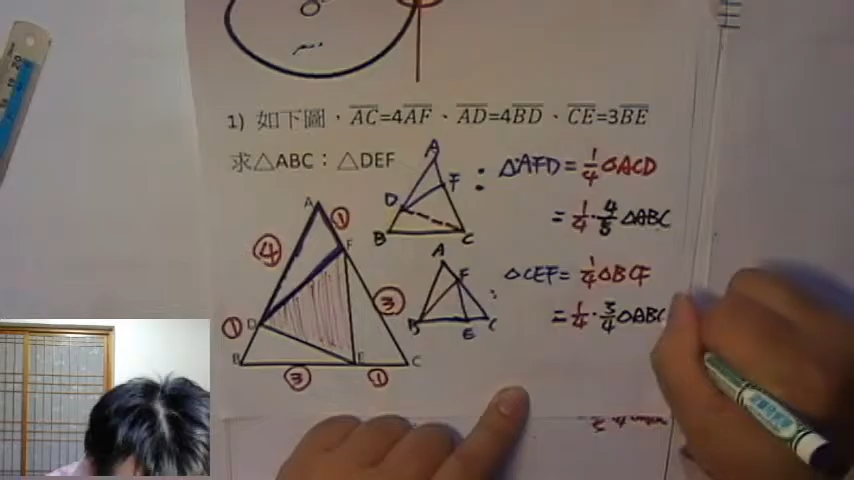 1) 如下圖，AC=4AF、AD=4BD、CE=3BE
求△ABC：△DEF
A
D
F
B
C
∴ △AFD = 1/4 △ACD
= 1/4 · 4/5 △ABC
A
①
④
F
③
D
①
B
E
C
③
①
A
F
B
E
C
∴ △CEF = 1/4 △BCF
= 1/4 · 3/4 △ABC